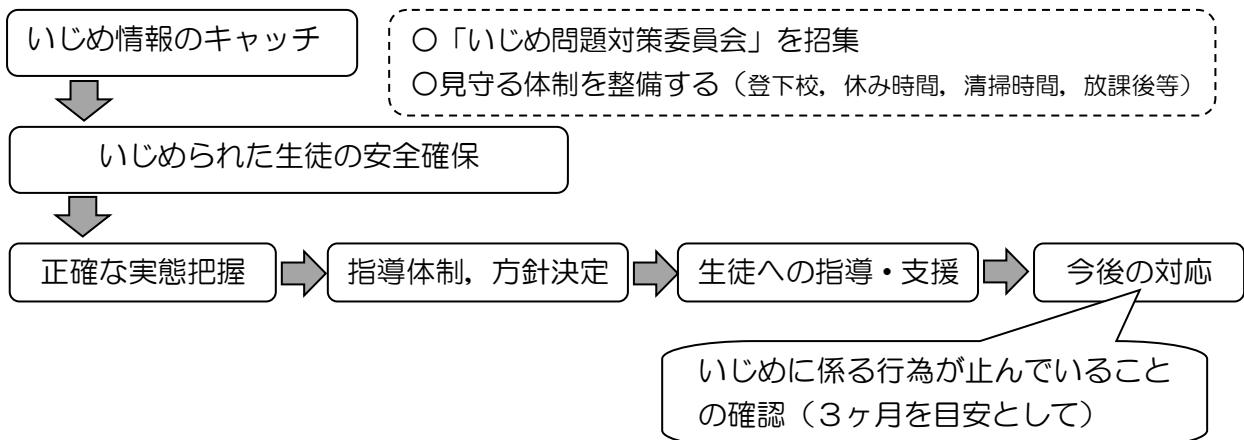 いじめ情報のキャッチ
〇「いじめ問題対策委員会」を招集
〇見守る体制を整備する（登下校，休み時間，清掃時間，放課後等）
いじめられた生徒の安全確保
正確な実態把握
指導体制，方針決定
生徒への指導・支援
今後の対応
いじめに係る行為が止んでいること
の確認（３ヶ月を目安として）